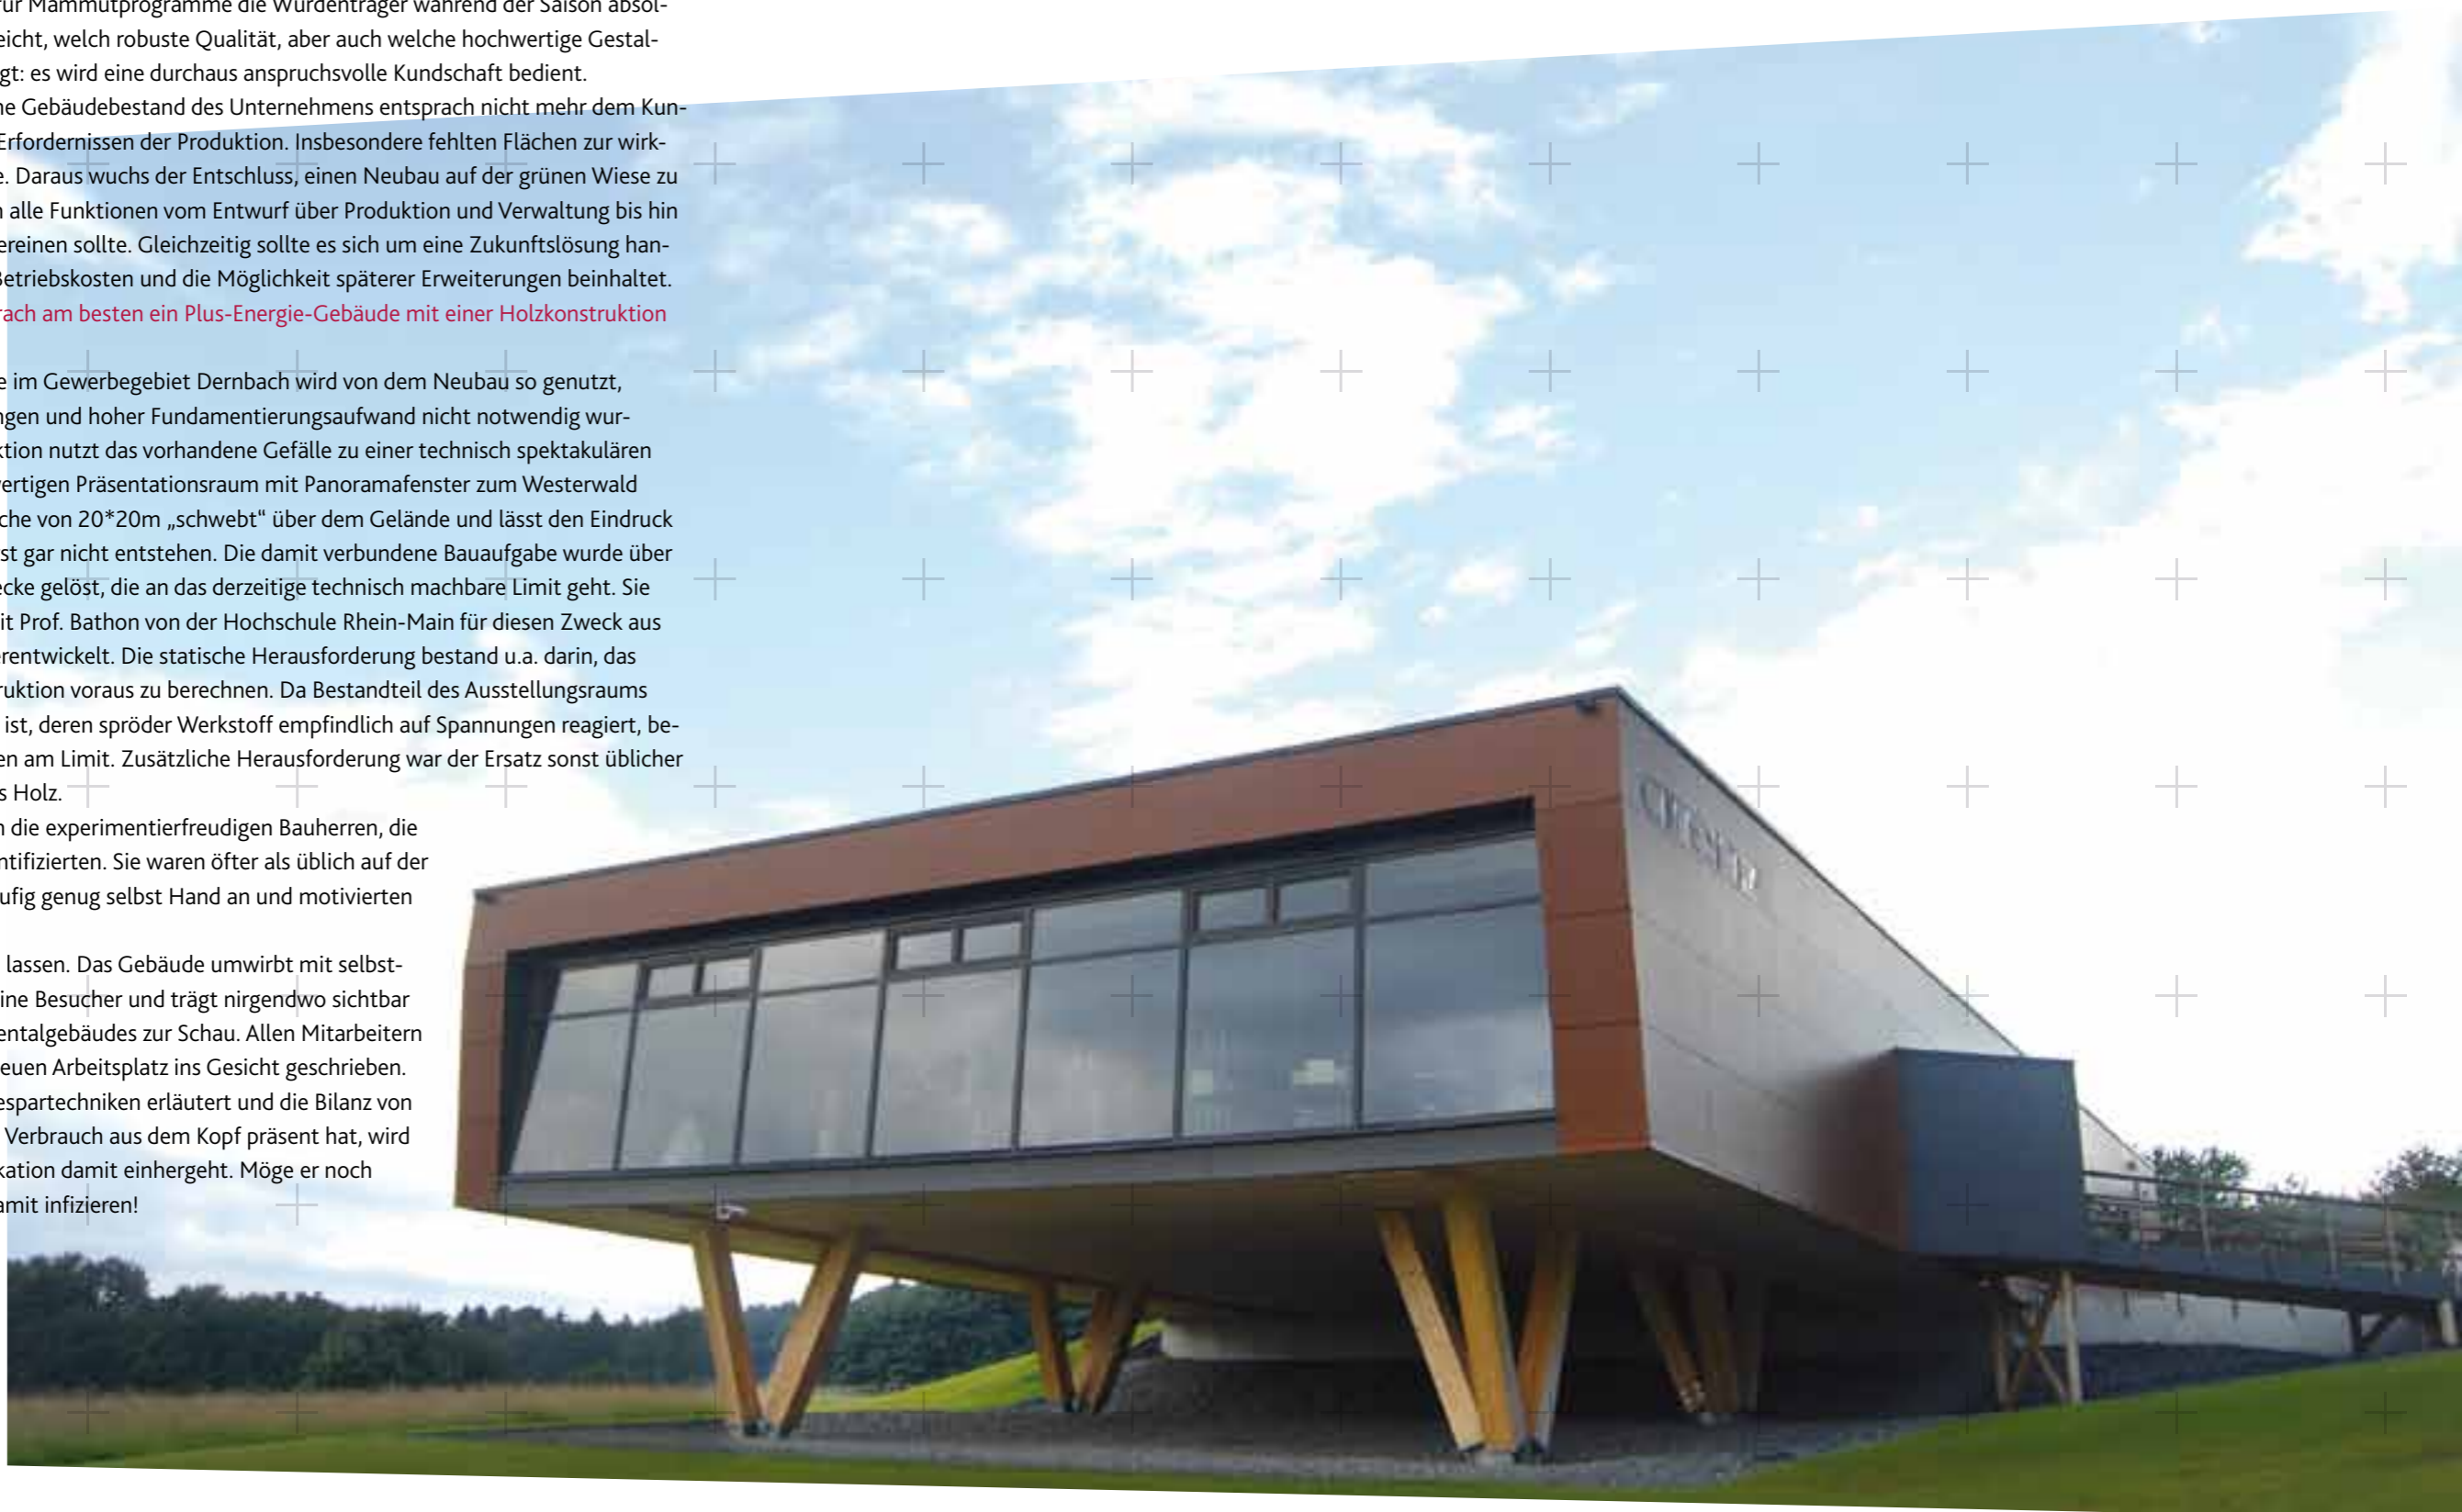 für Mammutprogramme die Würdenträger während der Saison absol-
eicht, welch robuste Qualität, aber auch welche hochwertige Gestal-
gt: es wird eine durchaus anspruchsvolle Kundschaft bedient.
ne Gebäudebestand des Unternehmens entsprach nicht mehr dem Kun-
Erfordernissen der Produktion. Insbesondere fehlten Flächen zur wirk-
e. Daraus wuchs der Entschluss, einen Neubau auf der grünen Wiese zu
n alle Funktionen vom Entwurf über Produktion und Verwaltung bis hin
ereinen sollte. Gleichzeitig sollte es sich um eine Zukunftslösung han-
Betriebskosten und die Möglichkeit späterer Erweiterungen beinhaltet.
rach am besten ein Plus-Energie-Gebäude mit einer Holzkonstruktion
e im Gewerbegebiet Dernbach wird von dem Neubau so genutzt,
ngen und hoher Fundamentierungsaufwand nicht notwendig wur-
ktion nutzt das vorhandene Gefälle zu einer technisch spektakulären
vertigen Präsentationsraum mit Panoramafenster zum Westerwald
che von 20*20m „schwebt“ über dem Gelände und lässt den Eindruck
rst gar nicht entstehen. Die damit verbundene Bauaufgabe wurde über
ecke gelöst, die an das derzeitige technisch machbare Limit geht. Sie
it Prof. Bathon von der Hochschule Rhein-Main für diesen Zweck aus
erentwickelt. Die statische Herausforderung bestand u.a. darin, das
ruktion voraus zu berechnen. Da Bestandteil des Ausstellungsraums
ist, deren spröder Werkstoff empfindlich auf Spannungen reagiert, be-
en am Limit. Zusätzliche Herausforderung war der Ersatz sonst üblicher
s Holz.
n die experimentierfreudigen Bauherren, die
ntifizierten. Sie waren öfter als üblich auf der
ufig genug selbst Hand an und motivierten
lassen. Das Gebäude umwirbt mit selbst-
ine Besucher und trägt nirgendwo sichtbar
entalgebäudes zur Schau. Allen Mitarbeitern
euen Arbeitsplatz ins Gesicht geschrieben.
espartechniken erläutert und die Bilanz von
Verbrauch aus dem Kopf präsent hat, wird
kation damit einhergeht. Möge er noch
amit infizieren!